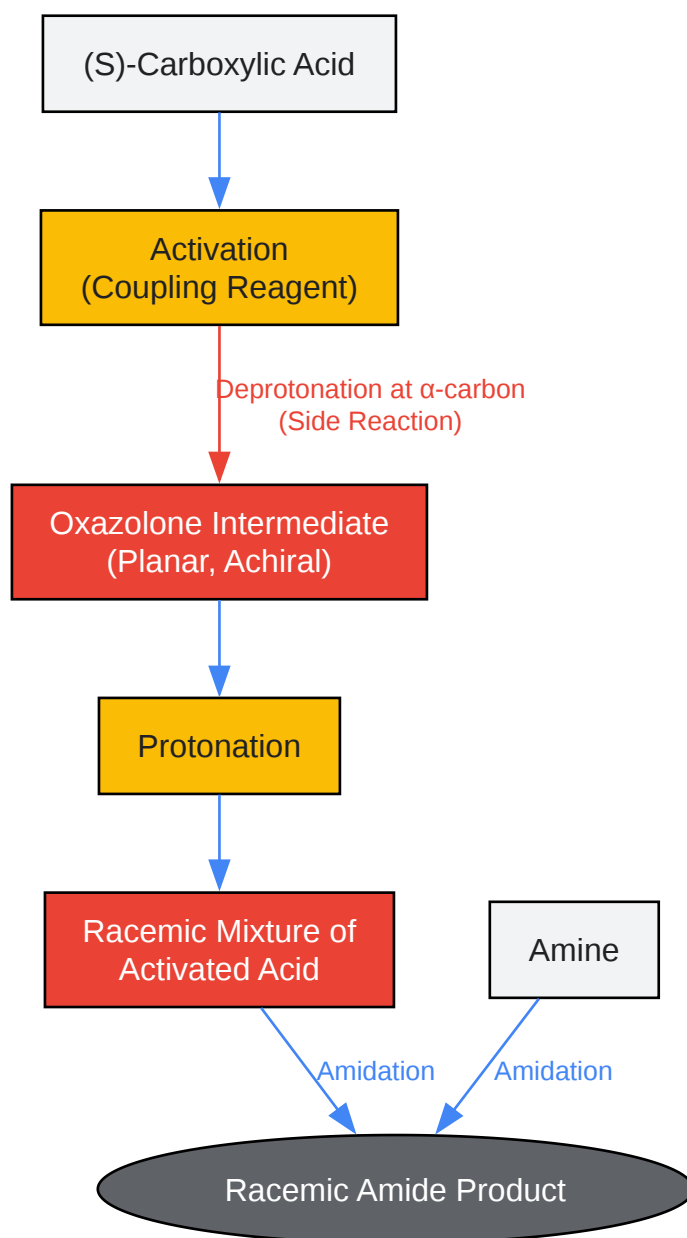 (S)-Carboxylic Acid
Activation
(Coupling Reagent)
Deprotonation at α-carbon
(Side Reaction)
Oxazolone Intermediate
(Planar, Achiral)
Protonation
Racemic Mixture of
Activated Acid
Amine
Amidation
Amidation
Racemic Amide Product